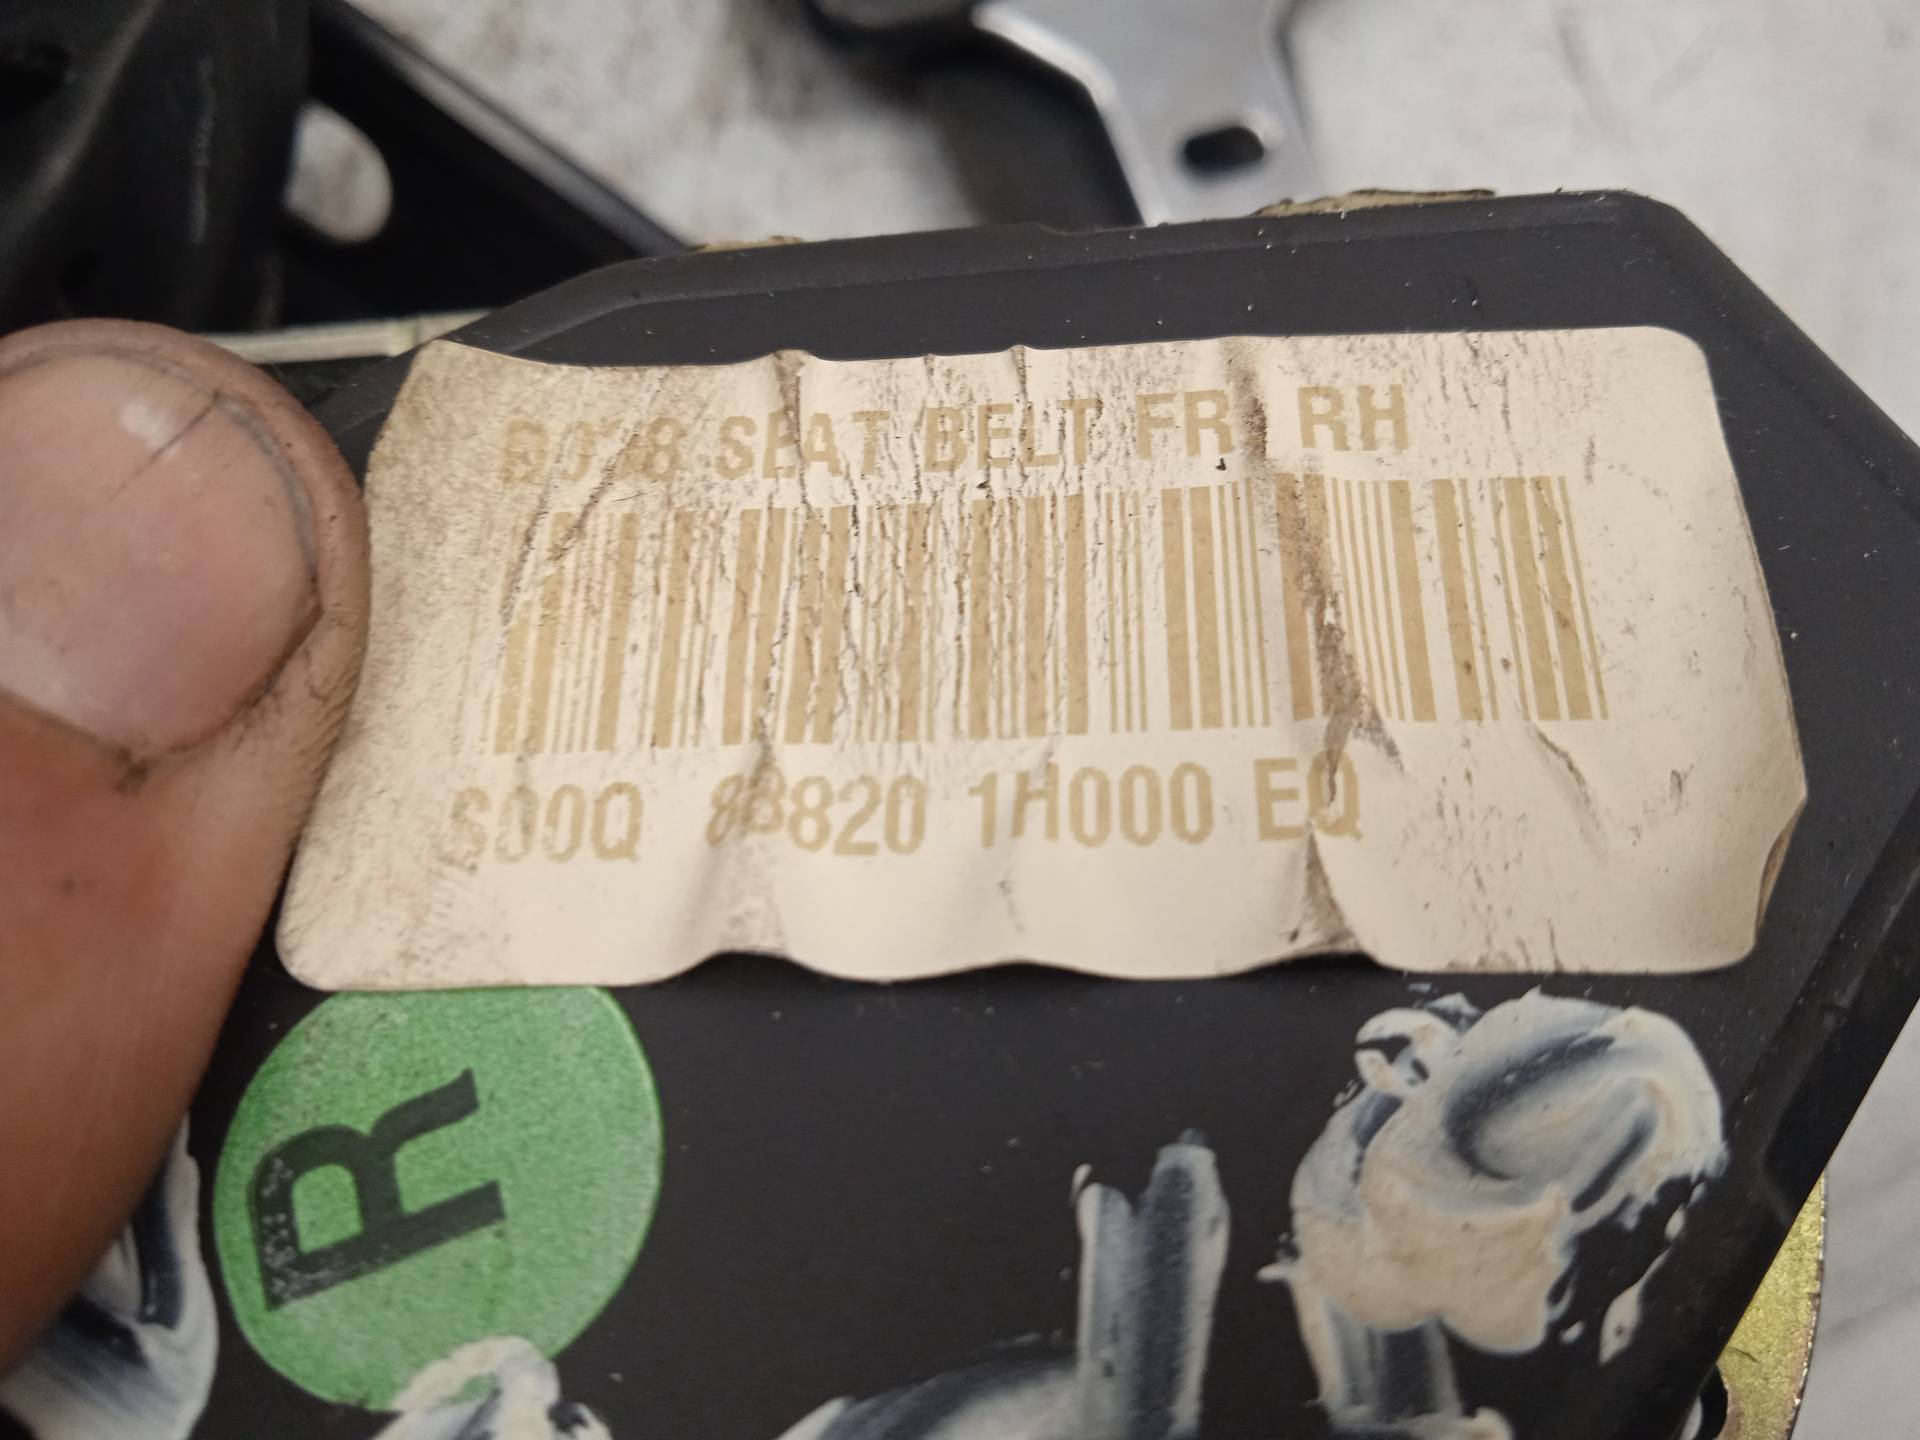 SEAT BELT FR RH
S00Q 88820 1H000 EQ
R